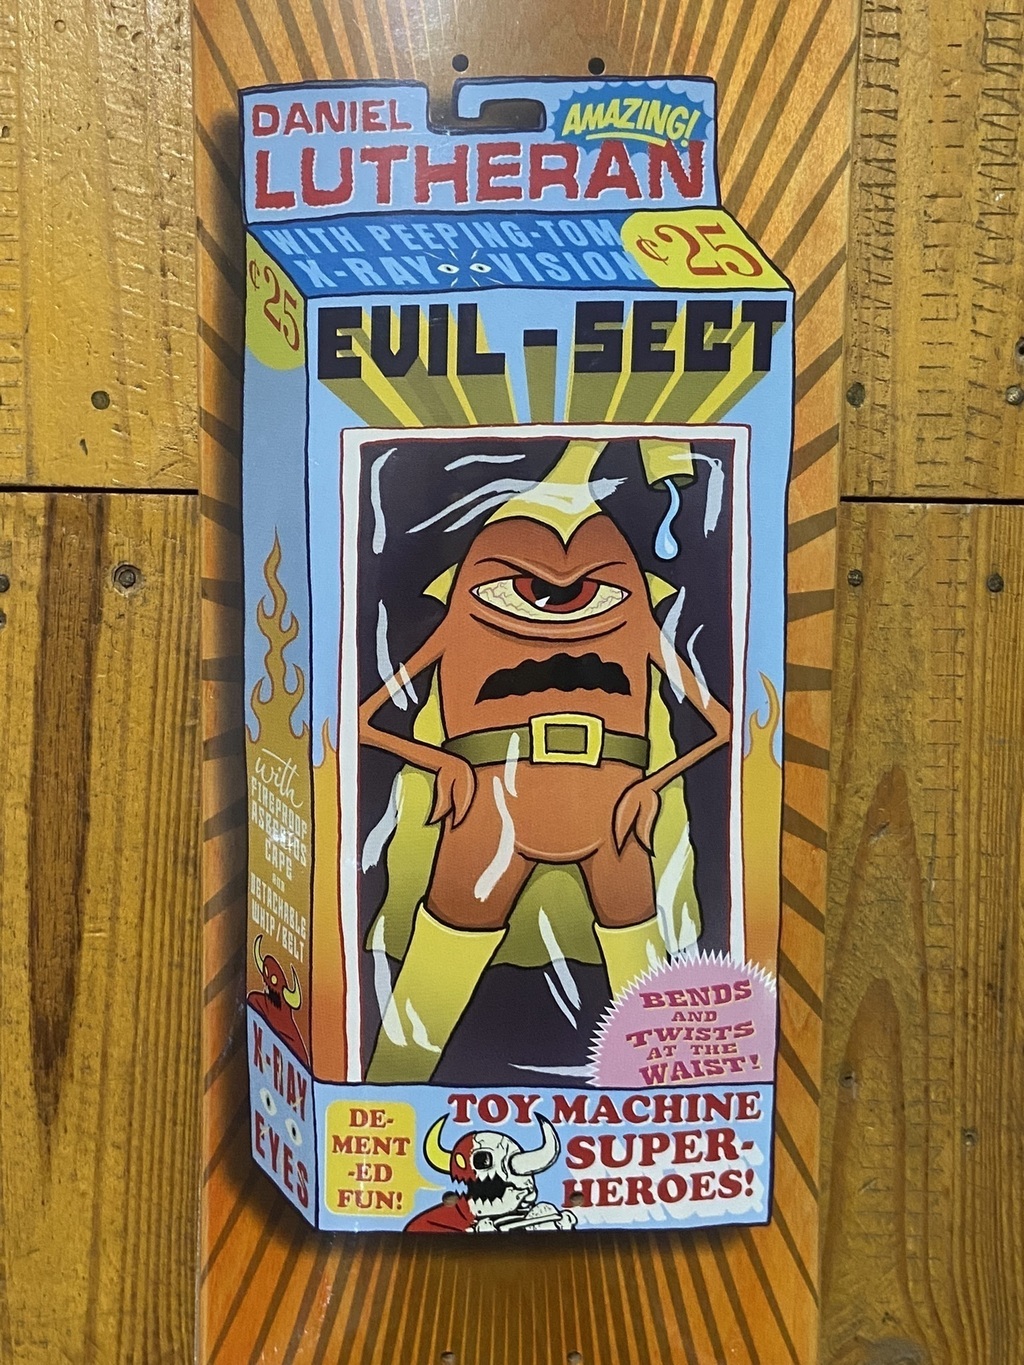 DANIEL
AMAZING!
LUTHERAN
WITH PEEPING-TOM
X-RAY VISION
¢25
¢25
EVIL-SECT
with
FIREPROOF
ASBESTOS
CAPE
AND
DETACHABLE
WHIP/BELT
X-RAY
EYES
BENDS
AND
TWISTS
AT THE
WAIST!
DE-
MENT
-ED
FUN!
TOY MACHINE
SUPER-
HEROES!